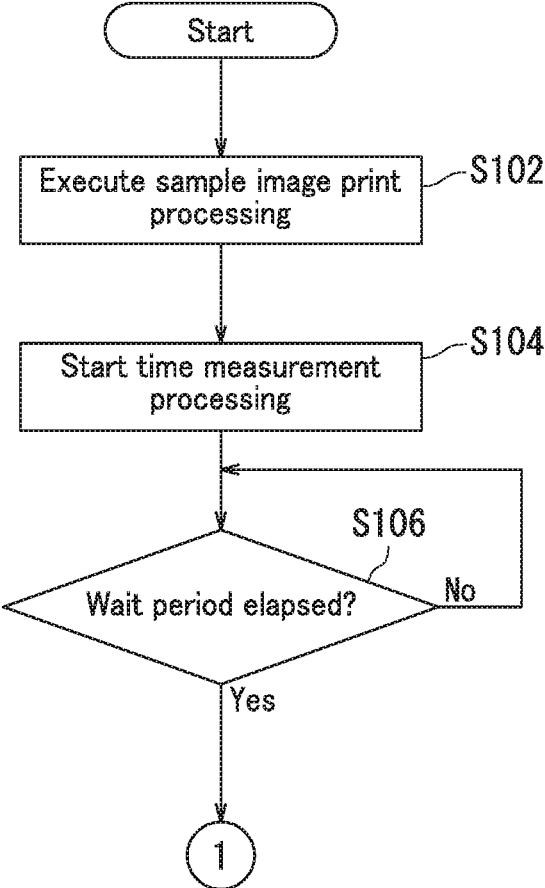 Start
Execute sample image print
processing
S102
Start time measurement
processing
S104
S106
Wait period elapsed?
No
Yes
1